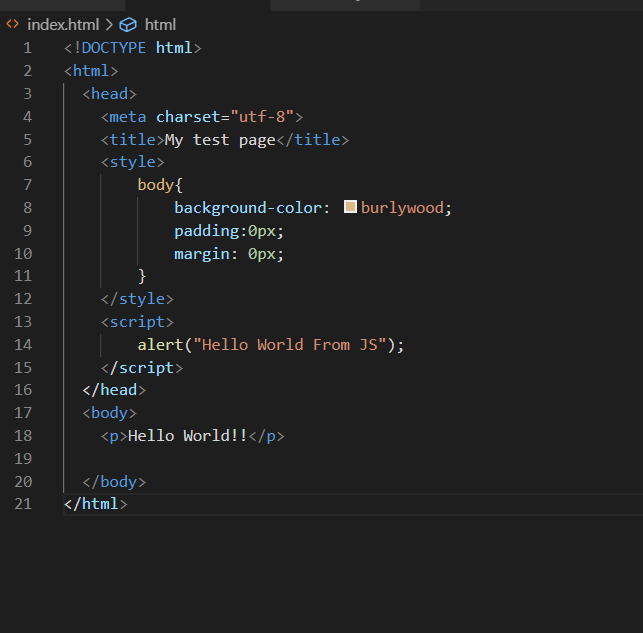 index.html > html
1 <!DOCTYPE html>
2 <html>
3 <head>
4 <meta charset="utf-8">
5 <title>My test page</title>
6 <style>
7 body{
8 background-color: burlywood;
9 padding:0px;
10 margin: 0px;
11 }
12 </style>
13 <script>
14 alert("Hello World From JS");
15 </script>
16 </head>
17 <body>
18 <p>Hello World!!</p>
19
20 </body>
21 </html>